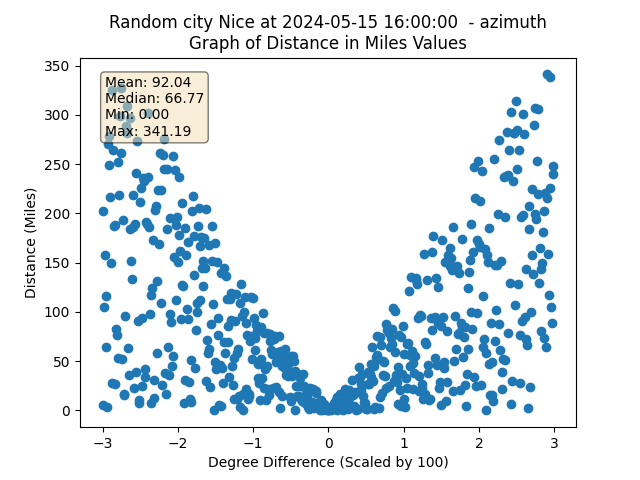 Random city Nice at 2024-05-15 16:00:00  - azimuth
Graph of Distance in Miles Values
Mean: 92.04
Median: 66.77
Min: 0.00
Max: 341.19
350
300
250
200
150
100
50
0
Distance (Miles)
−3 −2 −1 0 1 2 3
Degree Difference (Scaled by 100)